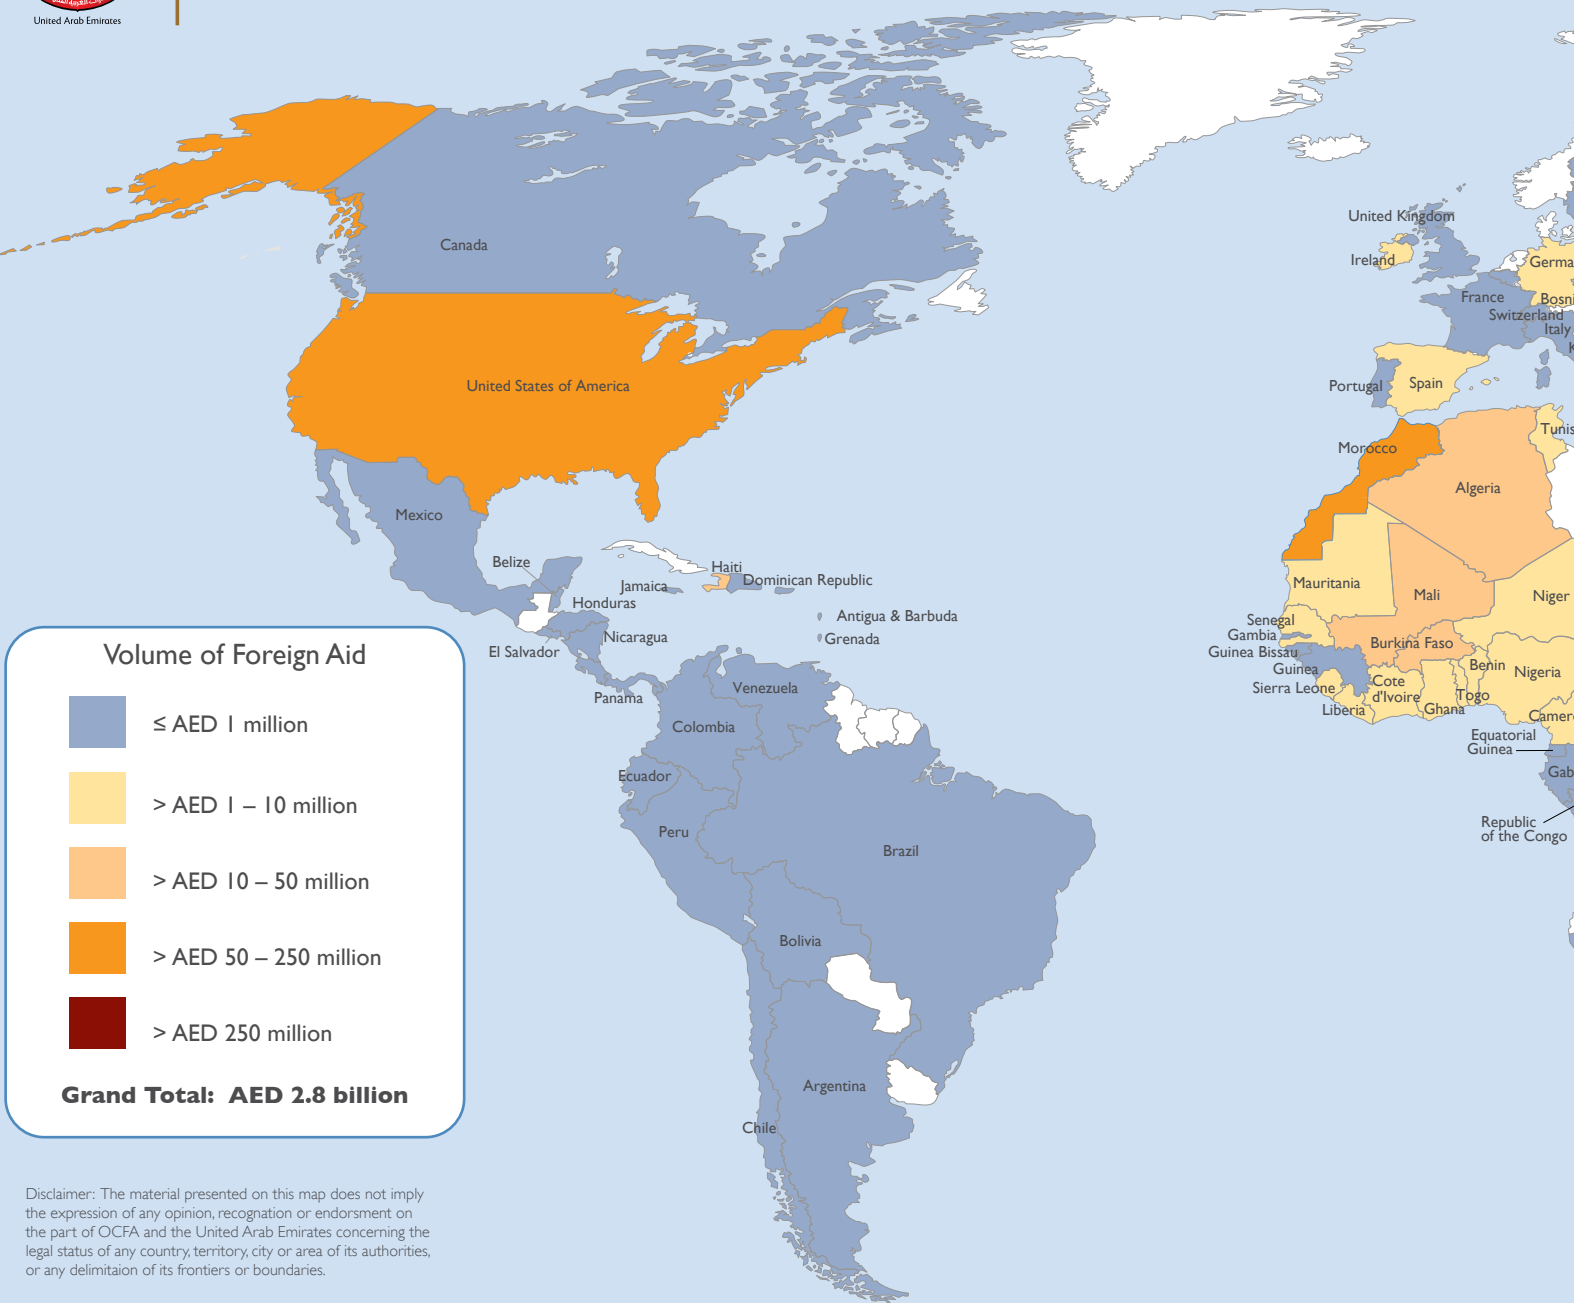 United Arab Emirates
Canada
United States of America
Mexico
Belize
Jamaica
Haiti
Dominican Republic
Honduras
Antigua & Barbuda
Nicaragua
Grenada
El Salvador
Panama
Venezuela
Colombia
Ecuador
Peru
Brazil
Bolivia
Argentina
Chile
United Kingdom
Ireland
Germa
France
Bosni
Switzerland
Italy
K
Portugal
Spain
Morocco
Tunis
Algeria
Mauritania
Mali
Niger
Senegal
Gambia
Guinea Bissau
Burkina Faso
Guinea
Benin
Nigeria
Sierra Leone
Cote
d'Ivoire
Togo
Liberia
Ghana
Camero
Equatorial
Guinea
Gab
Republic
of the Congo
Volume of Foreign Aid
≤ AED 1 million
> AED 1 – 10 million
> AED 10 – 50 million
> AED 50 – 250 million
> AED 250 million
Grand Total: AED 2.8 billion
Disclaimer: The material presented on this map does not imply
the expression of any opinion, recognation or endorsment on
the part of OCFA and the United Arab Emirates concerning the
legal status of any country, territory, city or area of its authorities,
or any delimitaion of its frontiers or boundaries.